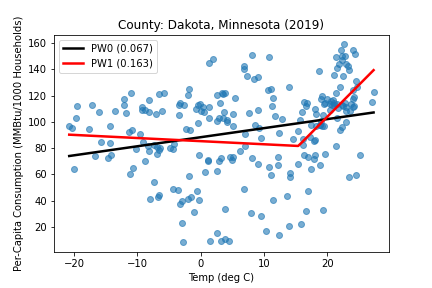 County: Dakota, Minnesota (2019)
PW0 (0.067)
PW1 (0.163)
Per-Capita Consumption (MMBtu/1000 Households)
160
140
120
100
80
60
40
20
−20 −10 0 10 20
Temp (deg C)